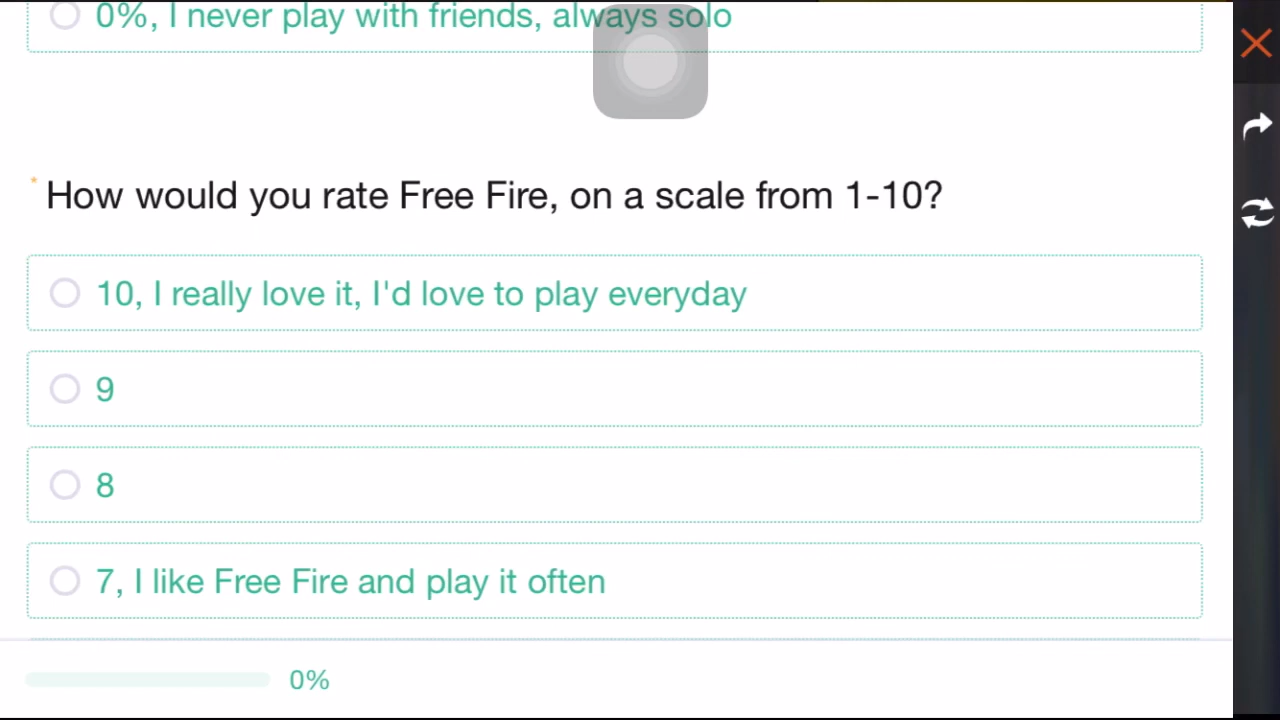 0%, I never play with friends, always solo
* How would you rate Free Fire, on a scale from 1-10?
10, I really love it, I'd love to play everyday
9
8
7, I like Free Fire and play it often
0%